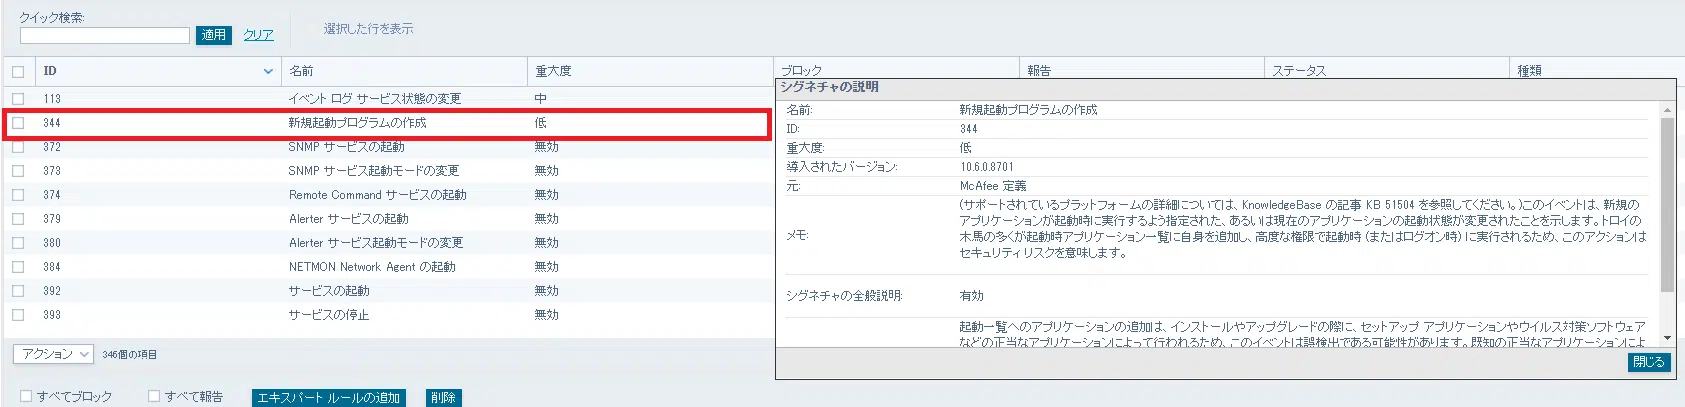 クイック検索:
適用 クリア 選択した行を表示
ID 名前 重大度 ブロック 報告 ステータス 種類
113 イベント ログ サービス状態の変更 中
344 新規起動プログラムの作成 低
372 SNMP サービスの起動 無効
373 SNMP サービス起動モードの変更 無効
374 Remote Command サービスの起動 無効
379 Alerter サービスの起動 無効
380 Alerter サービス起動モードの変更 無効
384 NETMON Network Agent の起動 無効
392 サービスの起動 無効
393 サービスの停止 無効
アクション 346個の項目
すべてブロック すべて報告 エキスパート ルールの追加 削除
シグネチャの説明
名前: 新規起動プログラムの作成
ID: 344
重大度: 低
導入されたバージョン: 10.6.0.8701
元: McAfee 定義
メモ:
(サポートされているプラットフォームの詳細については、KnowledgeBase の記事 KB 51504 を参照してください。)このイベントは、新規の
アプリケーションが起動時に実行するよう指定された、あるいは現在のアプリケーションの起動状態が変更されたことを示します。トロイの
木馬の多くが起動時アプリケーション一覧に自身を追加し、高度な権限で起動時 (またはログオン時) に実行されるため、このアクションは
セキュリティ リスクを意味します。
シグネチャの全般説明: 有効
起動一覧へのアプリケーションの追加は、インストールやアップグレードの際に、セットアップ アプリケーションやウイルス対策ソフトウェア
などの正当なアプリケーションによって行われるため、このイベントは誤検出である可能性があります。既知の正当なアプリケーションによ
閉じる